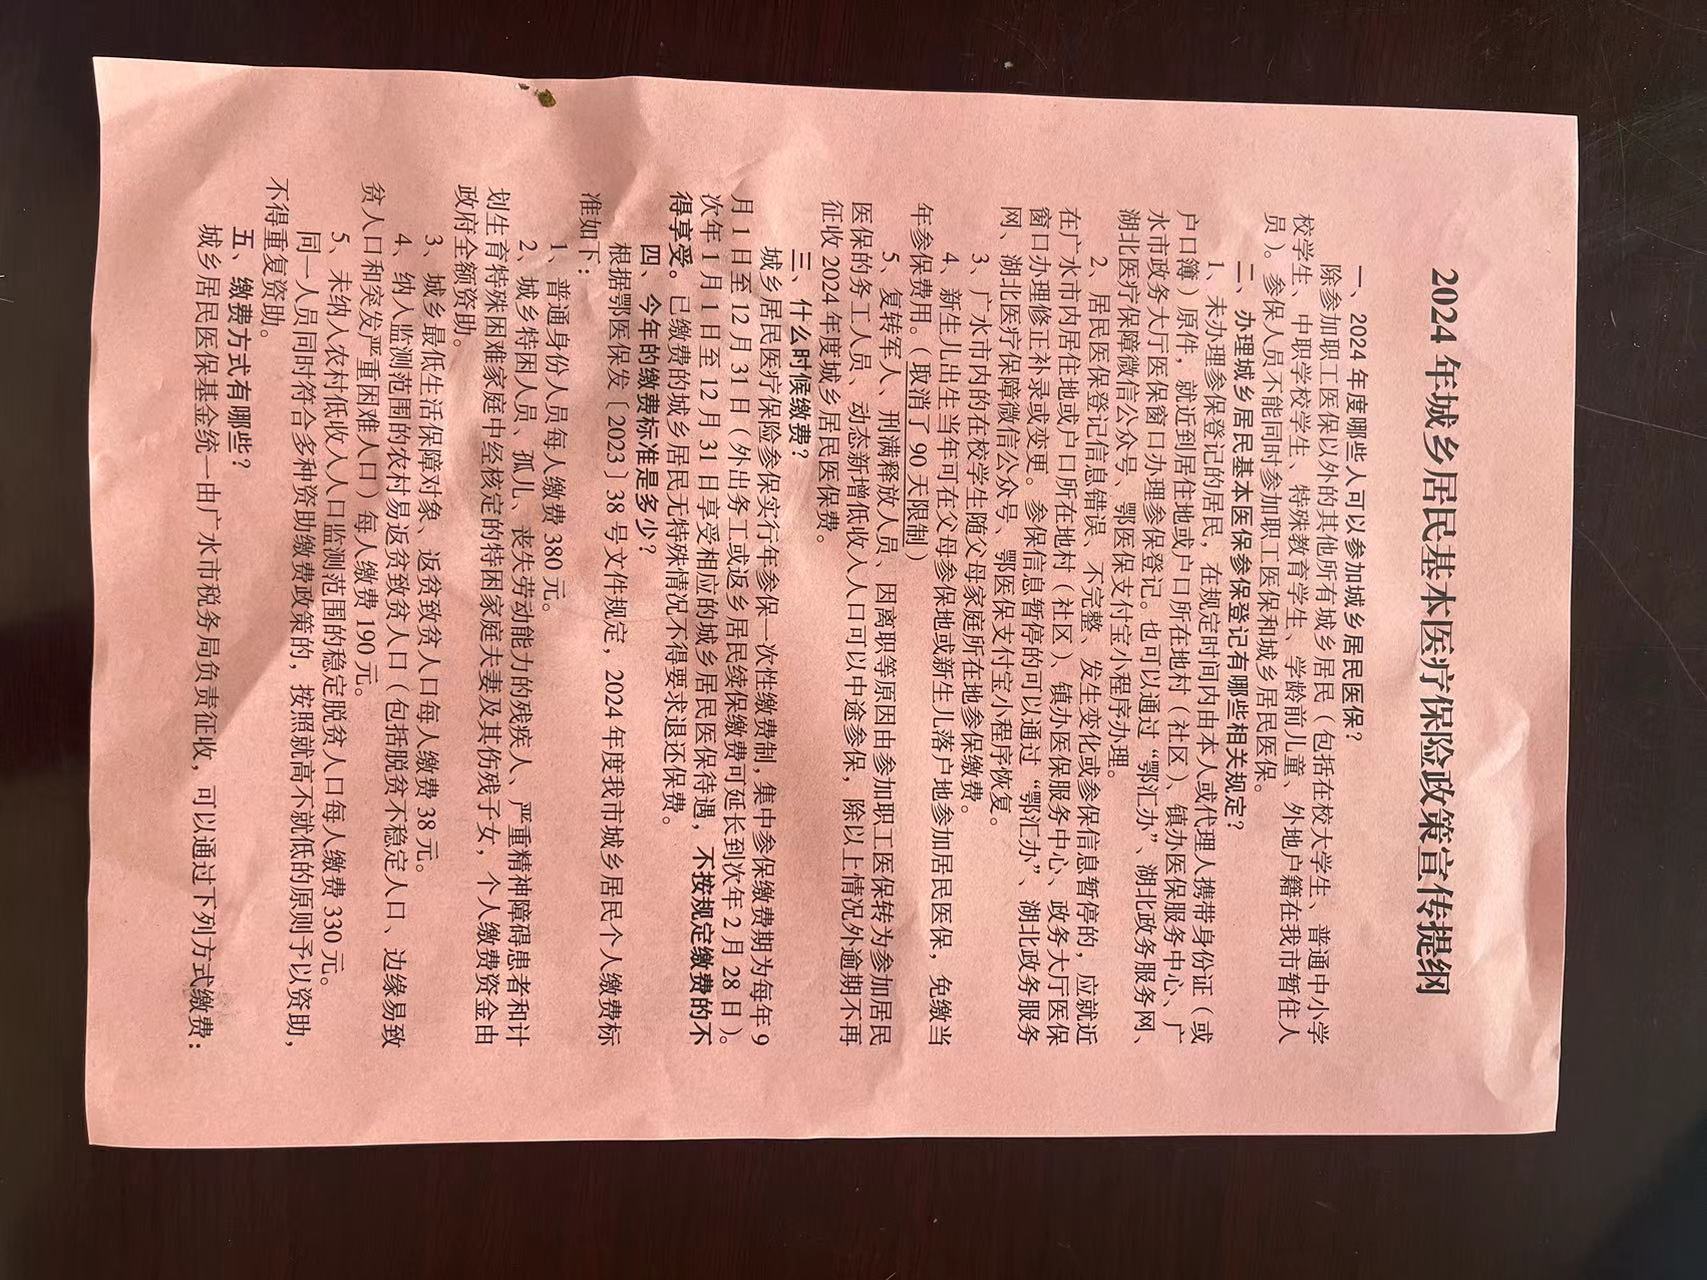 2024年城乡居民基本医疗保险政策宣传提纲
一、2024年度哪些人可以参加城乡居民医保？
除参加职工医保以外的其他所有城乡居民（包括在校大学生、普通中小学
校学生、中职学校学生、特殊教育学生、学龄前儿童、外地户籍在我市暂住人
员）。参保人员不能同时参加职工医保和城乡居民医保。
二、办理城乡居民基本医保参保登记有哪些相关规定？
1、未办理参保登记的居民，在规定时间内由本人或代理人携带身份证（或
户口簿）原件，就近到居住地或户口所在地村（社区）、镇办医保服务中心、广
水市政务大厅医保窗口办理参保登记。也可以通过“鄂汇办”、湖北政务服务网、
湖北医疗保障微信公众号、鄂医保支付宝小程序办理。
2、居民医保登记信息错误、不完整、发生变化或参保信息暂停的，应就近
在广水市内居住地或户口所在地村（社区）、镇办医保服务中心、政务大厅医保
窗口办理修正补录或变更。参保信息暂停的可以通过“鄂汇办”、湖北政务服务
网、湖北医疗保障微信公众号、鄂医保支付宝小程序恢复。
3、广水市内的在校学生随父母家庭所在地参保缴费。
4、新生儿出生当年可在父母参保地或新生儿落户地参加居民医保，免缴当
年参保费用。（取消了90天限制）
5、复转军人、刑满释放人员、因离职等原因由参加职工医保转为参加居民
医保的务工人员、动态新增低收入人口可以中途参保，除以上情况外逾期不再
征收2024年度城乡居民医保费。
三、什么时候缴费？
城乡居民医疗保险参保实行年参保一次性缴费制，集中参保缴费期为每年9
月1日至12月31日（外出务工或返乡居民续保缴费可延长到次年2月28日）。
次年1月1日至12月31日享受相应的城乡居民医保待遇，不按规定缴费的不
得享受。已缴费的城乡居民无特殊情况不得要求退还保费。
四、今年的缴费标准是多少？
根据鄂医保发〔2023〕38号文件规定，2024年度我市城乡居民个人缴费标
准如下：
1、普通身份人员每人缴费380元。
2、城乡特困人员、孤儿、丧失劳动能力的残疾人、严重精神障碍患者和计
划生育特殊困难家庭中经核定的特困家庭夫妻及其伤残子女，个人缴费资金由
政府全额资助。
3、城乡最低生活保障对象、返贫致贫人口每人缴费38元。
4、纳入监测范围的农村易返贫致贫人口（包括脱贫不稳定人口、边缘易致
贫人口和突发严重困难人口）每人缴费190元。
5、未纳入农村低收入人口监测范围的稳定脱贫人口每人缴费330元。
同一人员同时符合多种资助缴费政策的，按照就高不就低的原则予以资助，
不得重复资助。
五、缴费方式有哪些？
城乡居民医保基金统一由广水市税务局负责征收，可以通过下列方式缴费：